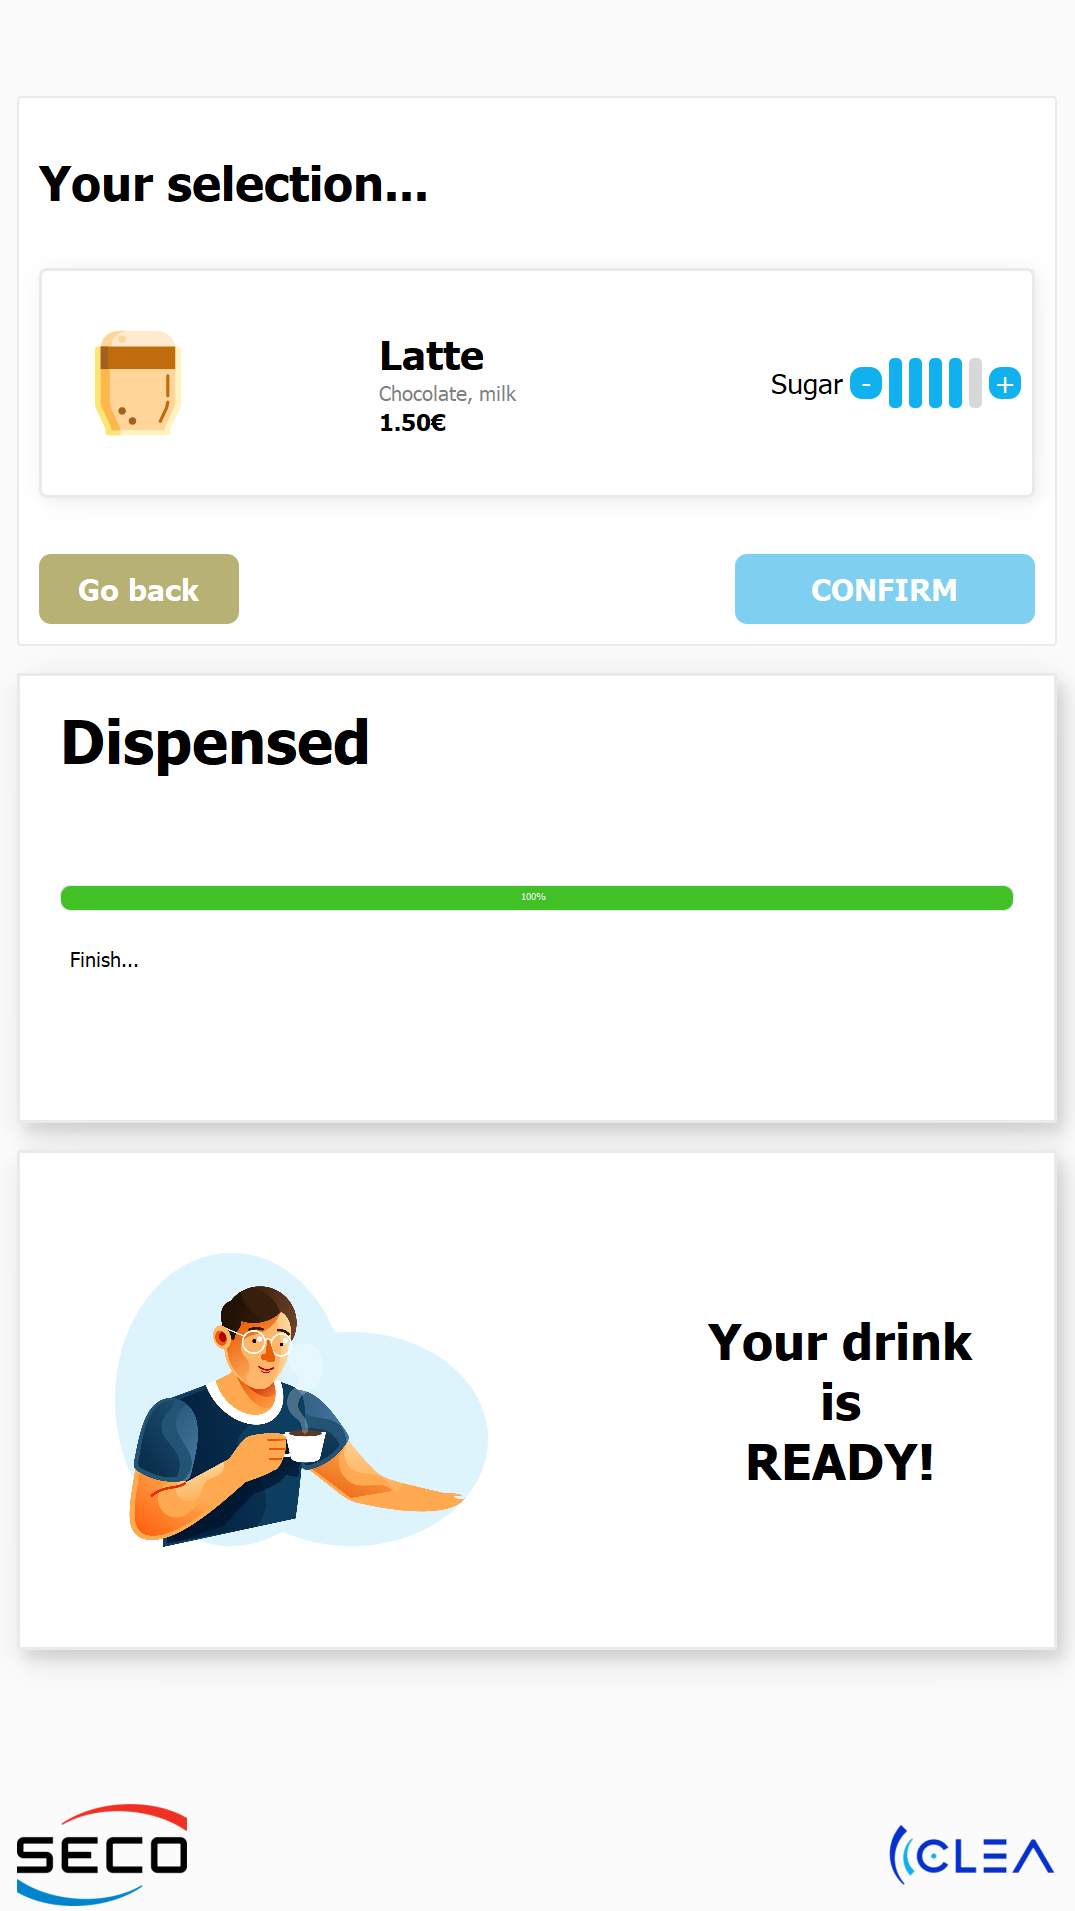 Your selection...
Latte
Chocolate, milk
1.50€
Sugar - +
Go back
CONFIRM
Dispensed
100%
Finish...
Your drink
is
READY!
SECO
CLEA